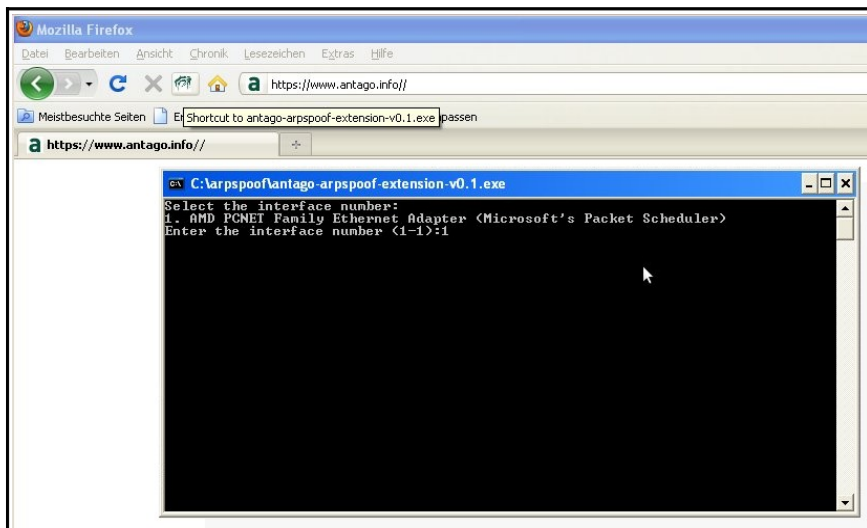 Mozilla Firefox
Datei Bearbeiten Ansicht Chronik Lesezeichen Extras Hilfe
a https://www.antago.info//
Meistbesuchte Seiten Er Shortcut to antago-arpspoof-extension-v0.1.exe passen
a https://www.antago.info//
C:\arpspoof\antago-arpspoof-extension-v0.1.exe
Select the interface number:
1. AMD PCNET Family Ethernet Adapter (Microsoft's Packet Scheduler)
Enter the interface number (1-1):1